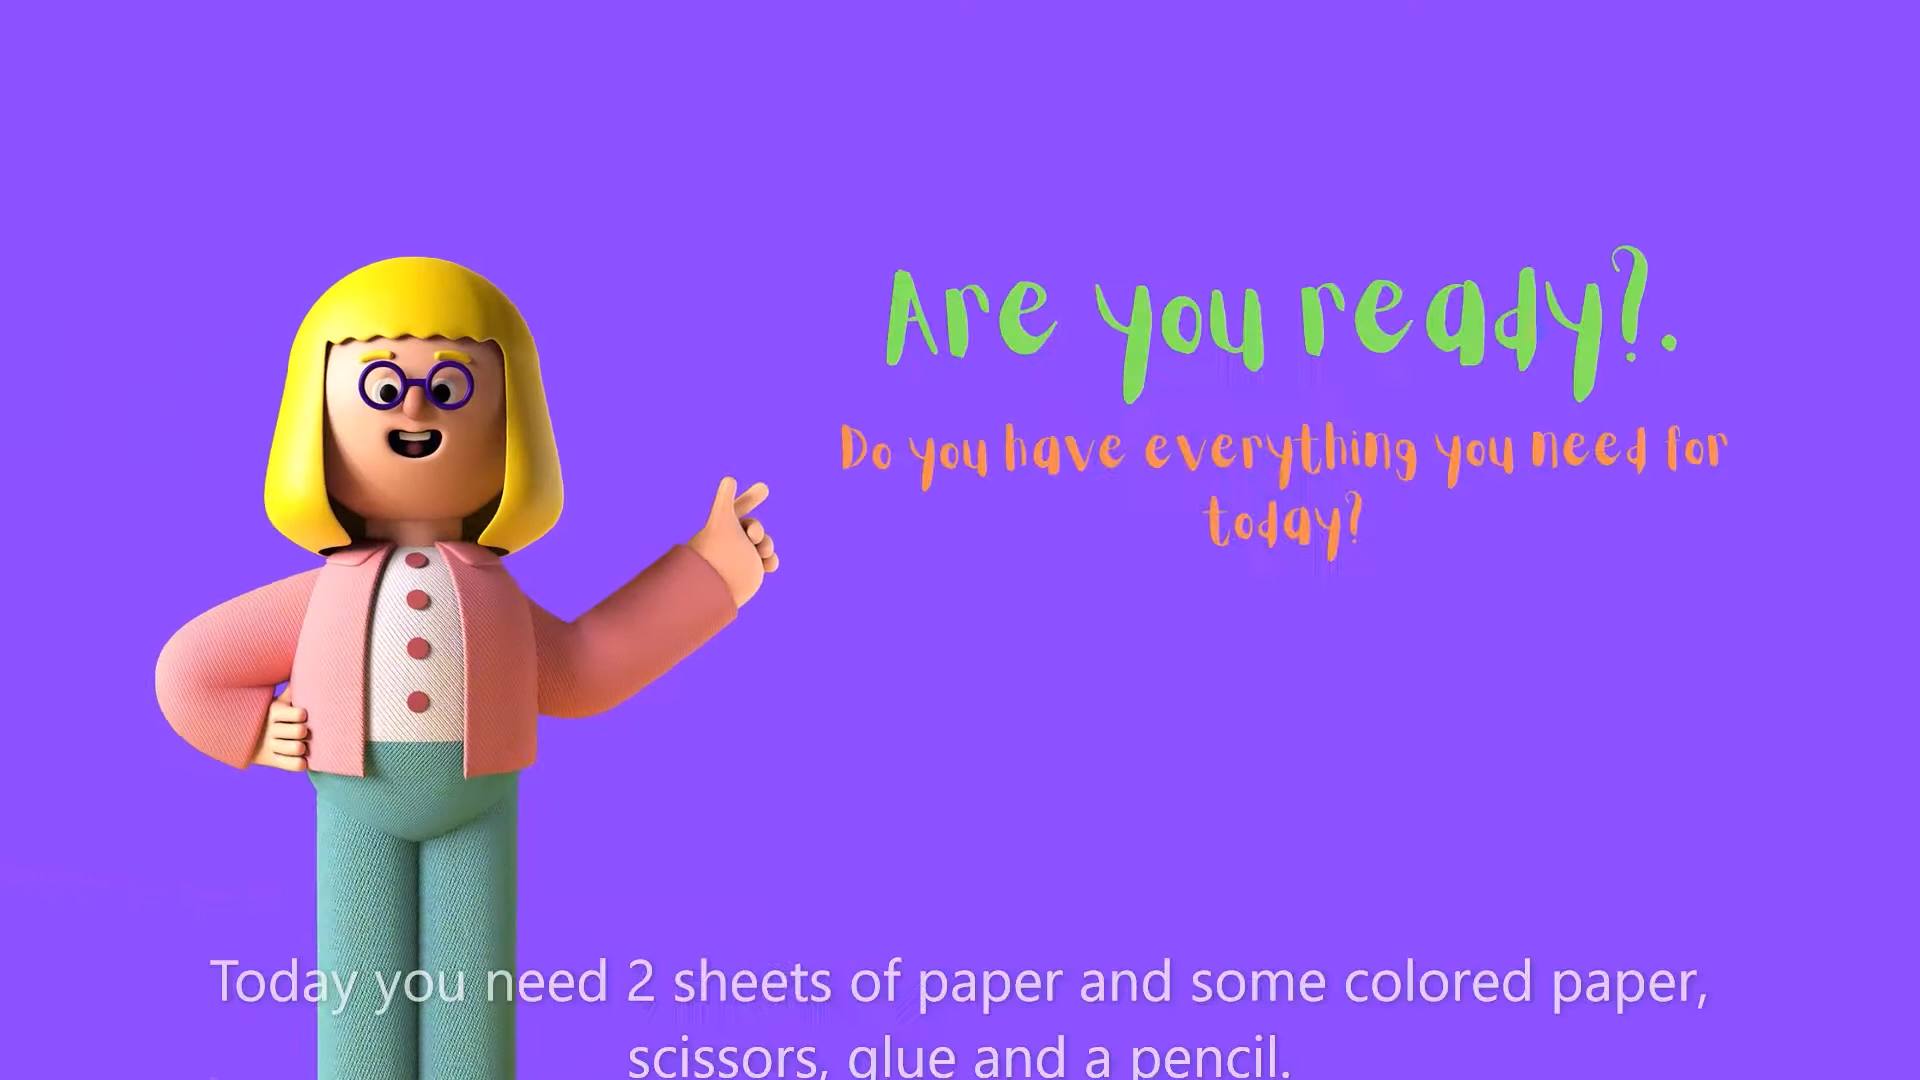 Are you ready?.
Do you have everything you need for
today?
Today you need 2 sheets of paper and some colored paper,
scissors, glue and a pencil.